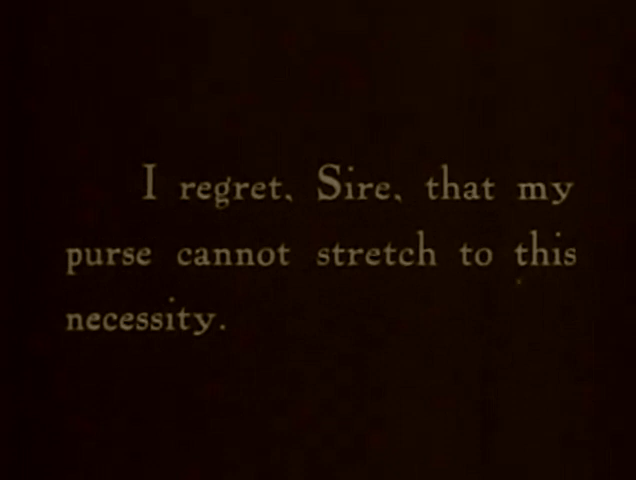 I regret, Sire, that my
purse cannot stretch to this
necessity.